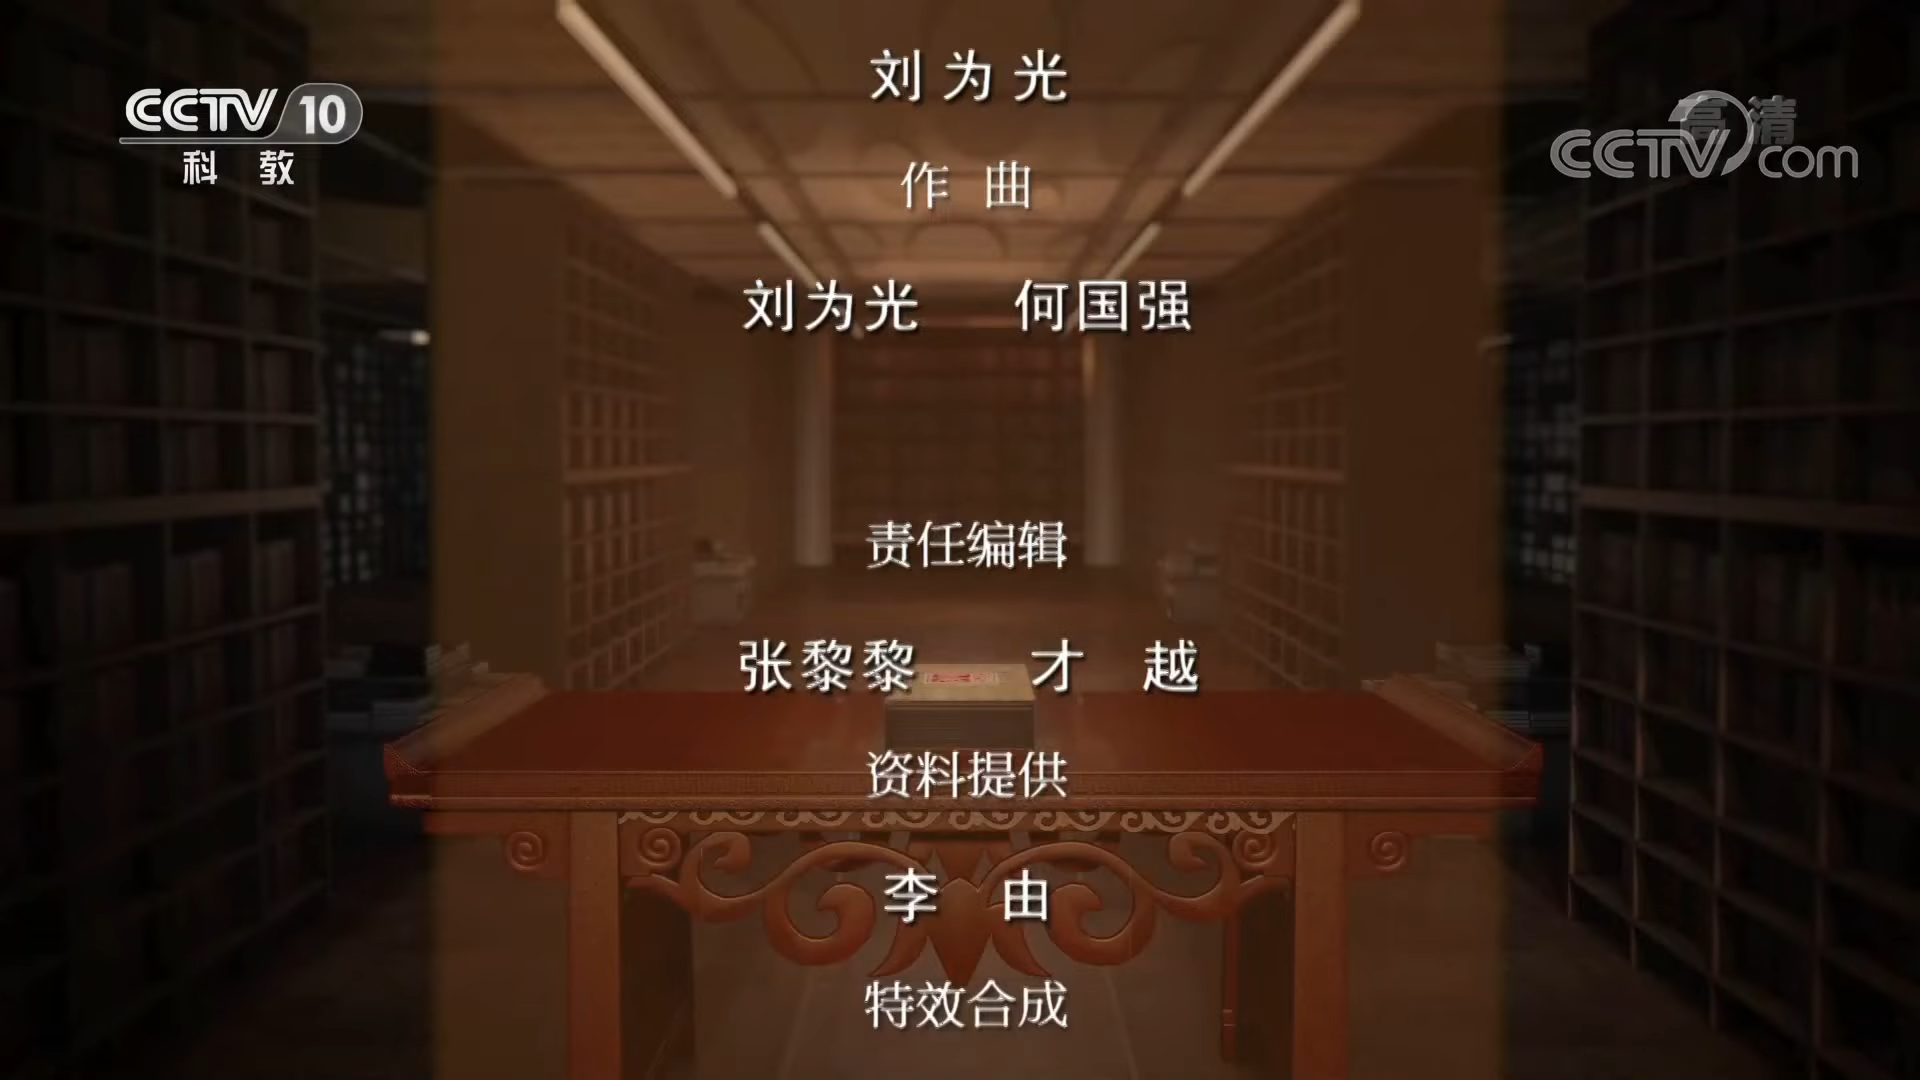 刘为光
CCTV 10
科教
高清
CCTV com
作曲
刘为光 何国强
责任编辑
张黎黎 才越
资料提供
李由
特效合成